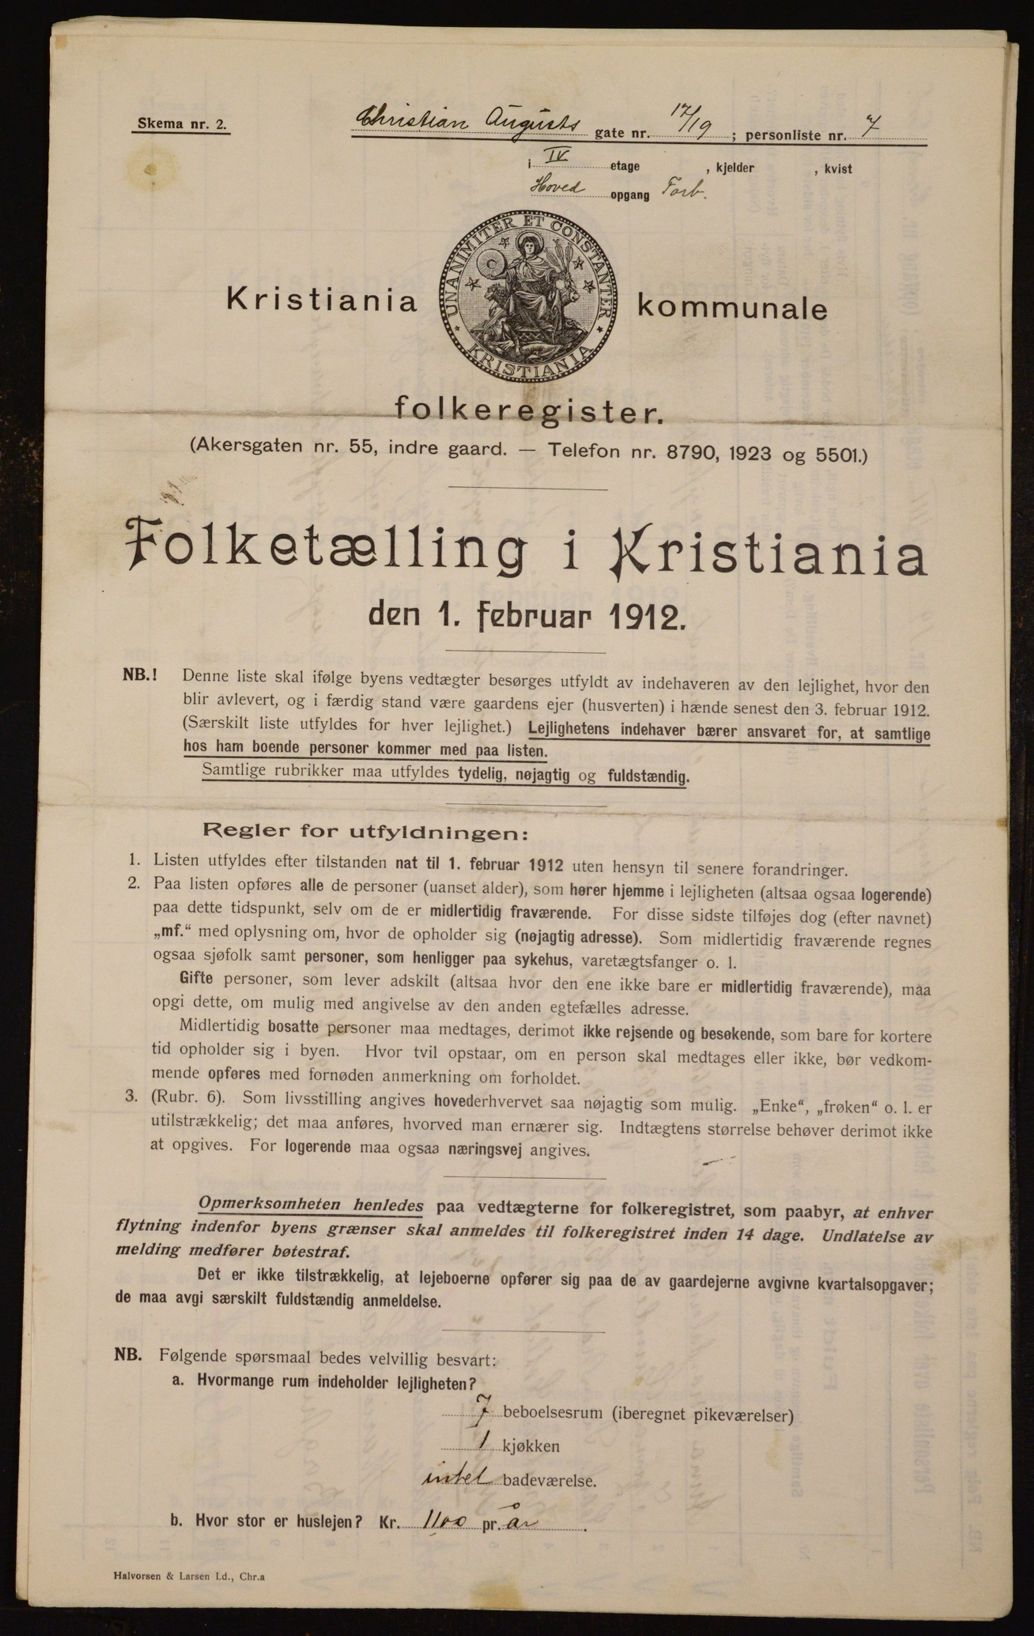 Skema nr. 2.
Christian Augusts gate nr. 17/19; personliste nr. 7
i IV etage , kjelder , kvist
Hoved opgang Forb.
UNANIMITER ET CONSTANTER
KRISTIANIA
Kristiania kommunale
folkeregister.
(Akersgaten nr. 55, indre gaard. — Telefon nr. 8790, 1923 og 5501.)
Folketælling i Kristiania
den 1. februar 1912.
NB.! Denne liste skal ifølge byens vedtægter besørges utfyldt av indehaveren av den lejlighet, hvor den
blir avlevert, og i færdig stand være gaardens ejer (husverten) i hænde senest den 3. februar 1912.
(Særskilt liste utfyldes for hver lejlighet.) Lejlighetens indehaver bærer ansvaret for, at samtlige
hos ham boende personer kommer med paa listen.
Samtlige rubrikker maa utfyldes tydelig, nøjagtig og fuldstændig.
Regler for utfyldningen:
1. Listen utfyldes efter tilstanden nat til 1. februar 1912 uten hensyn til senere forandringer.
2. Paa listen opføres alle de personer (uanset alder), som hører hjemme i lejligheten (altsaa ogsaa logerende)
paa dette tidspunkt, selv om de er midlertidig fraværende. For disse sidste tilføjes dog (efter navnet)
„mf.“ med oplysning om, hvor de opholder sig (nøjagtig adresse). Som midlertidig fraværende regnes
ogsaa sjøfolk samt personer, som henligger paa sykehus, varetægtsfanger o. l.
Gifte personer, som lever adskilt (altsaa hvor den ene ikke bare er midlertidig fraværende), maa
opgi dette, om mulig med angivelse av den anden egtefælles adresse.
Midlertidig bosatte personer maa medtages, derimot ikke rejsende og besøkende, som bare for kortere
tid opholder sig i byen. Hvor tvil opstaar, om en person skal medtages eller ikke, bør vedkom-
mende opføres med fornøden anmerkning om forholdet.
3. (Rubr. 6). Som livsstilling angives hovederhvervet saa nøjagtig som mulig. „Enke“, „frøken“ o. l. er
utilstrækkelig; det maa anføres, hvorved man ernærer sig. Indtægtens størrelse behøver derimot ikke
at opgives. For logerende maa ogsaa næringsvej angives.
Opmerksomheten henledes paa vedtægterne for folkeregistret, som paabyr, at enhver
flytning indenfor byens grænser skal anmeldes til folkeregistret inden 14 dage. Undlatelse av
melding medfører bøtestraf.
Det er ikke tilstrækkelig, at lejeboerne opfører sig paa de av gaardejerne avgivne kvartalsopgaver;
de maa avgi særskilt fuldstændig anmeldelse.
NB. Følgende spørsmaal bedes velvillig besvart:
a. Hvormange rum indeholder lejligheten?
7 beboelsesrum (iberegnet pikeværelser)
1 kjøkken
intet badeværelse.
b. Hvor stor er huslejen? Kr. 1100 pr. år.
Halvorsen & Larsen Ld., Chr.a